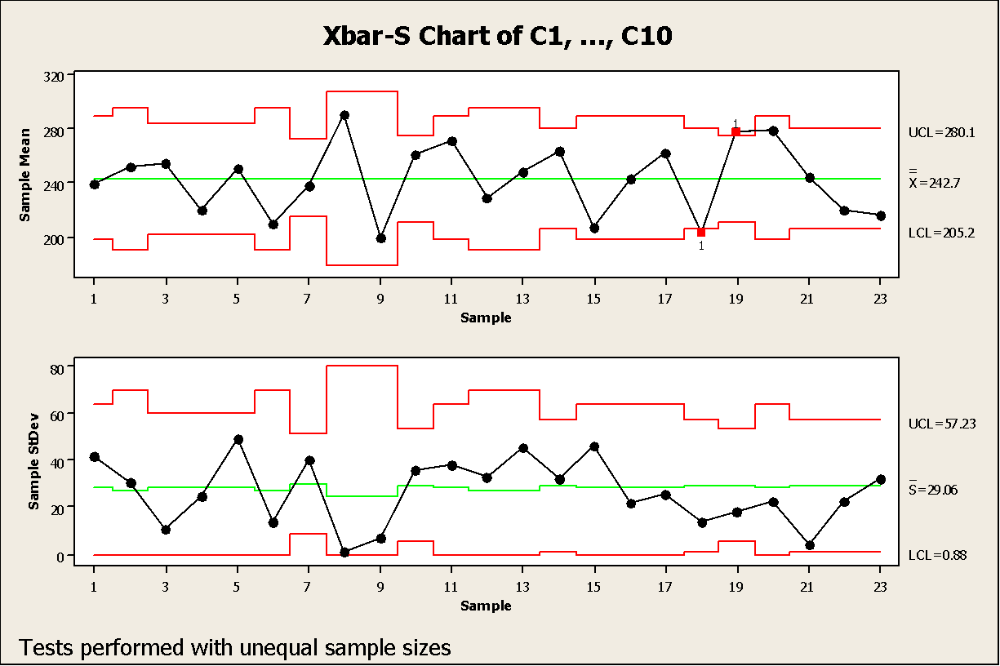 Xbar-S Chart of C1, ..., C10
Sample Mean
320
280
240
200
1
1
UCL=280.1
X=242.7
LCL=205.2
1 3 5 7 9 11 13 15 17 19 21 23
Sample
Sample StDev
80
60
40
20
0
UCL=57.23
S=29.06
LCL=0.88
1 3 5 7 9 11 13 15 17 19 21 23
Sample
Tests performed with unequal sample sizes